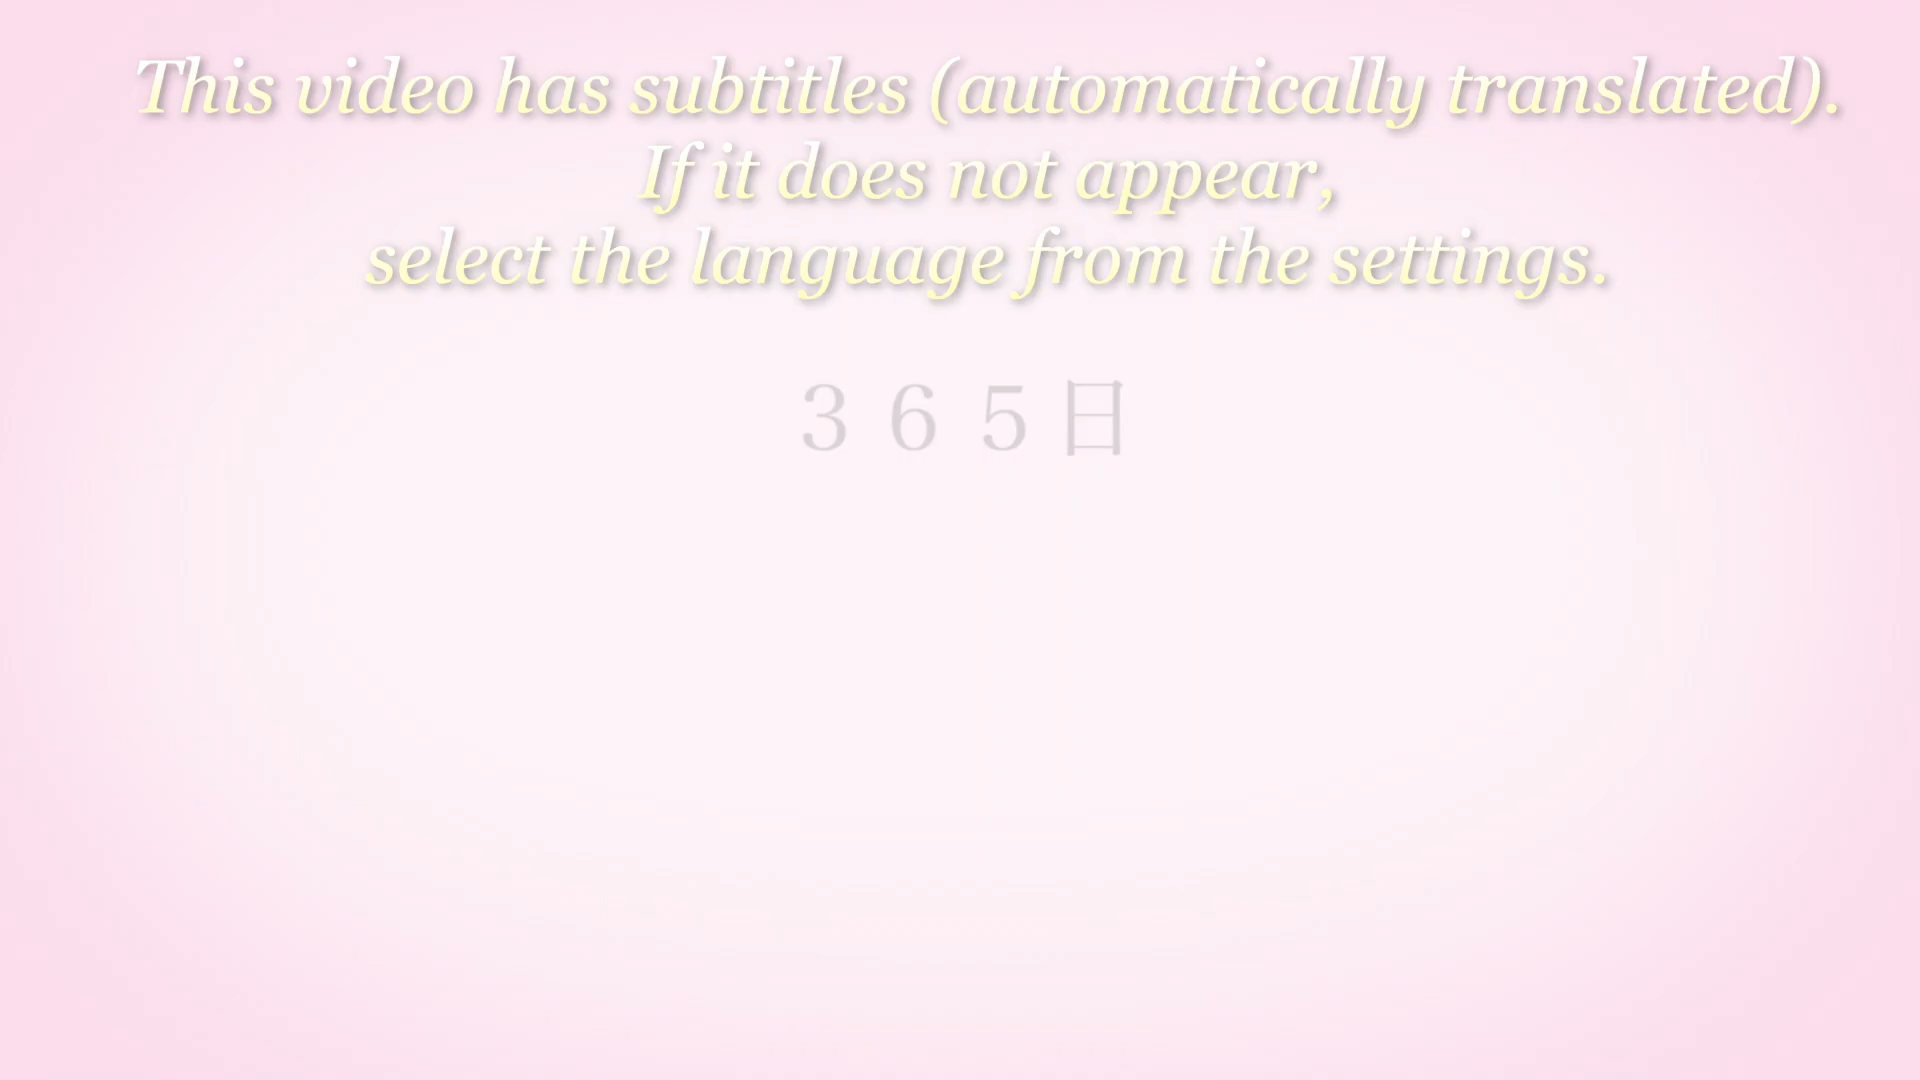 This video has subtitles (automatically translated).
If it does not appear,
select the language from the settings.
３６５日